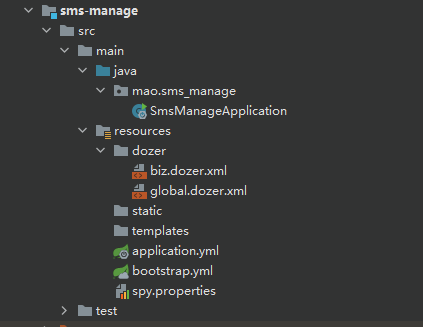 sms-manage
src
main
java
mao.sms_manage
SmsManageApplication
resources
dozer
biz.dozer.xml
global.dozer.xml
static
templates
application.yml
bootstrap.yml
spy.properties
test